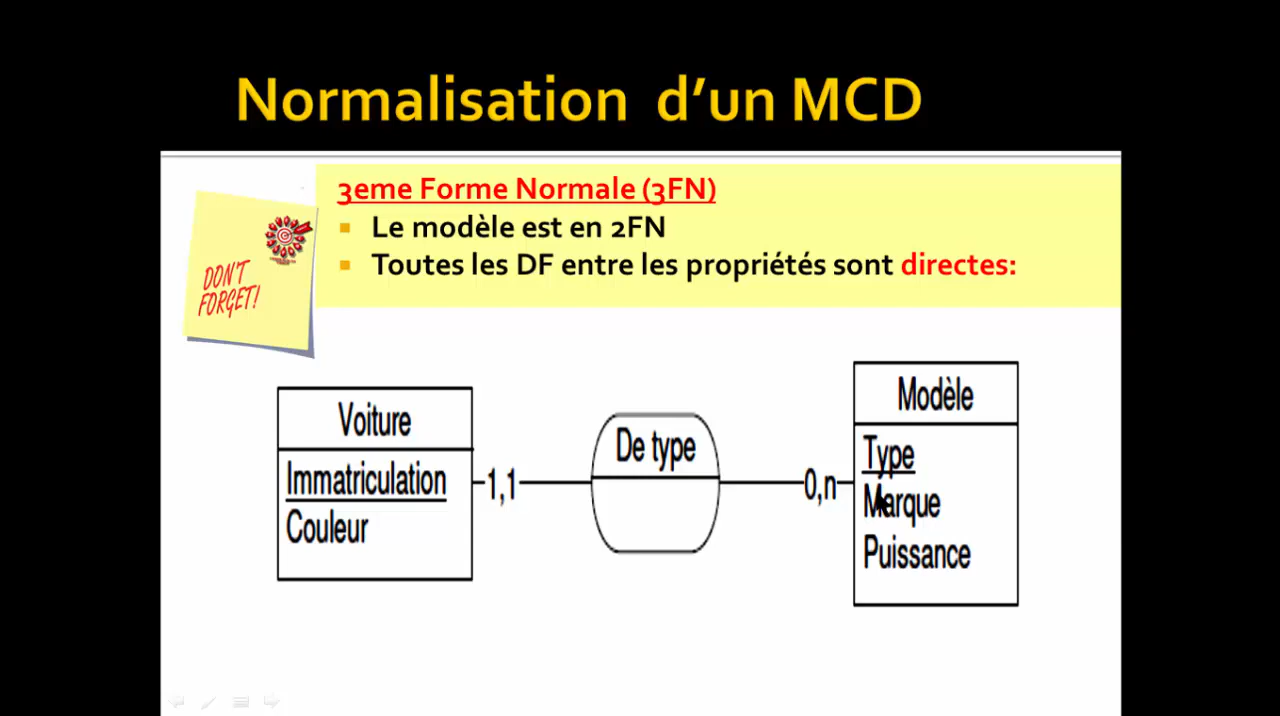 Normalisation d'un MCD
3eme Forme Normale (3FN)
Le modèle est en 2FN
Toutes les DF entre les propriétés sont directes:
DON'T
FORGET!
Voiture
Immatriculation
Couleur
1,1
De type
0,n
Modèle
Type
Marque
Puissance